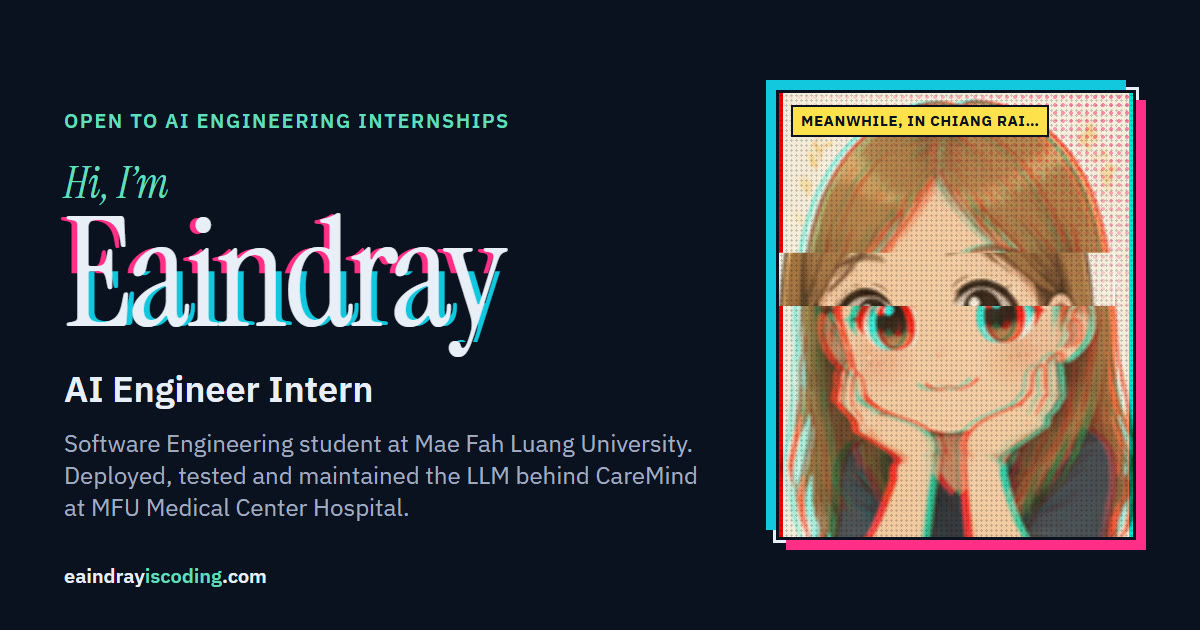 OPEN TO AI ENGINEERING INTERNSHIPS
Hi, I’m
Eaindray
AI Engineer Intern
Software Engineering student at Mae Fah Luang University.
Deployed, tested and maintained the LLM behind CareMind
at MFU Medical Center Hospital.
eaindrayiscoding.com
MEANWHILE, IN CHIANG RAI...